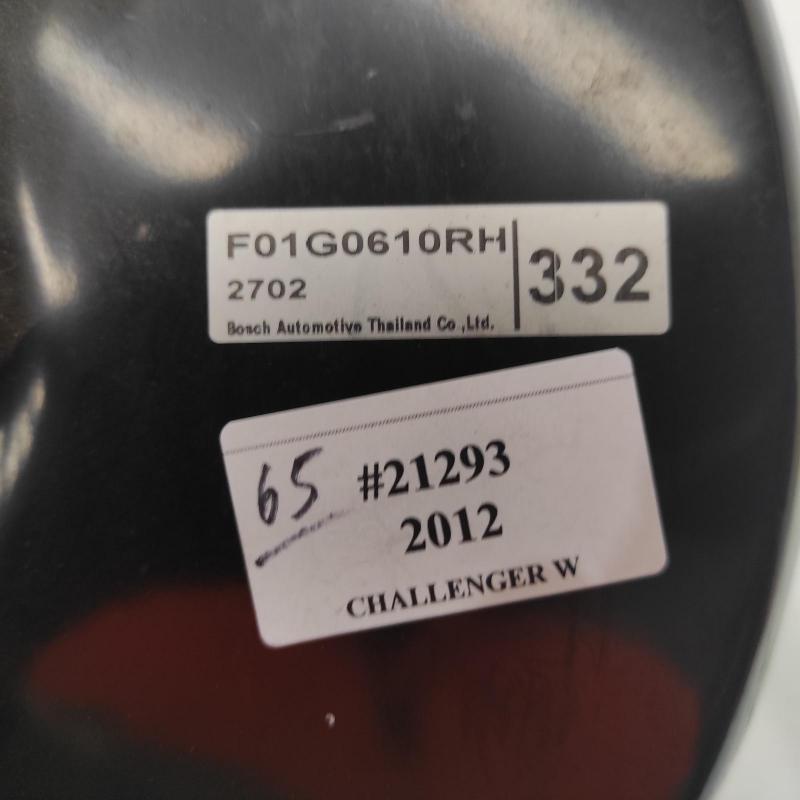 F01G0610RH
2702
332
Bosch Automotive Thailand Co.,Ltd.
65
#21293
2012
CHALLENGER W